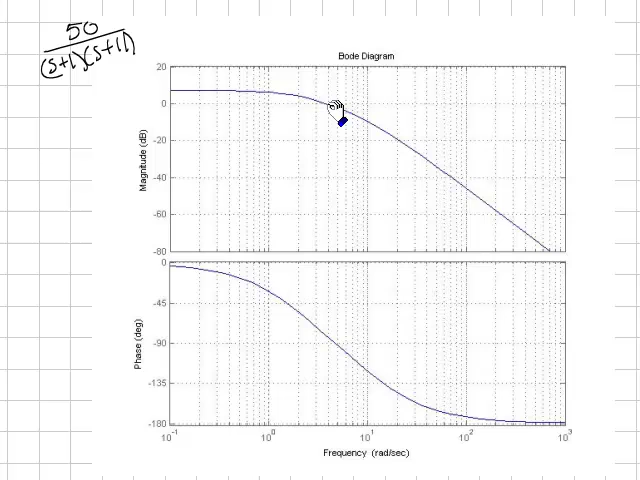 50
(s+1)(s+11)
Bode Diagram
20
0
-20
-40
-60
-80
Magnitude (dB)
0
-45
-90
-135
-180
Phase (deg)
10^-1 10^0 10^1 10^2 10^3
Frequency (rad/sec)